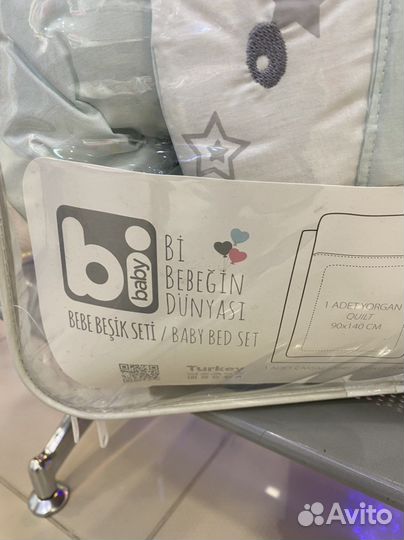 bi
baby
Bİ
BEBEĞİN
DÜNYASI
BEBE BEŞİK SETİ / BABY BED SET
1 ADET YORGAN
QUILT
90x140 CM
Turkey
Avito